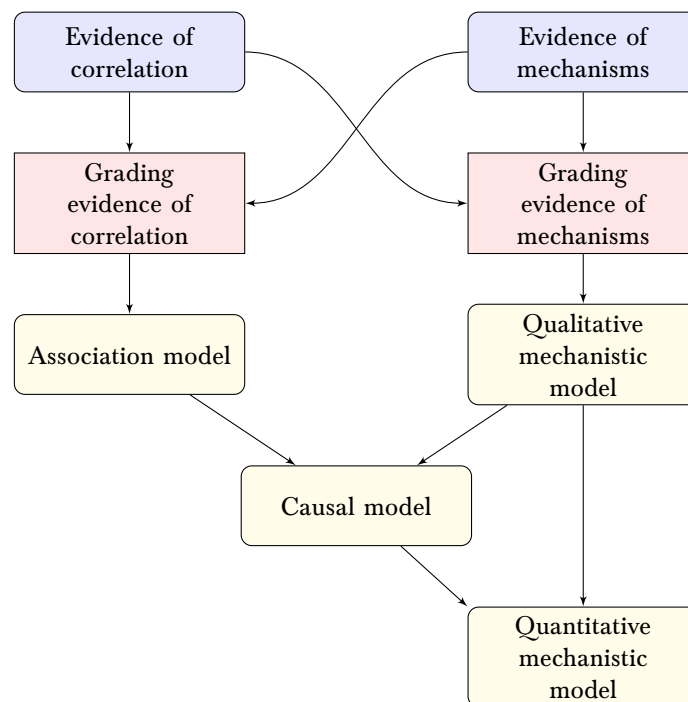 Evidence of
correlation
Evidence of
mechanisms
Grading
evidence of
correlation
Grading
evidence of
mechanisms
Association model
Qualitative
mechanistic
model
Causal model
Quantitative
mechanistic
model